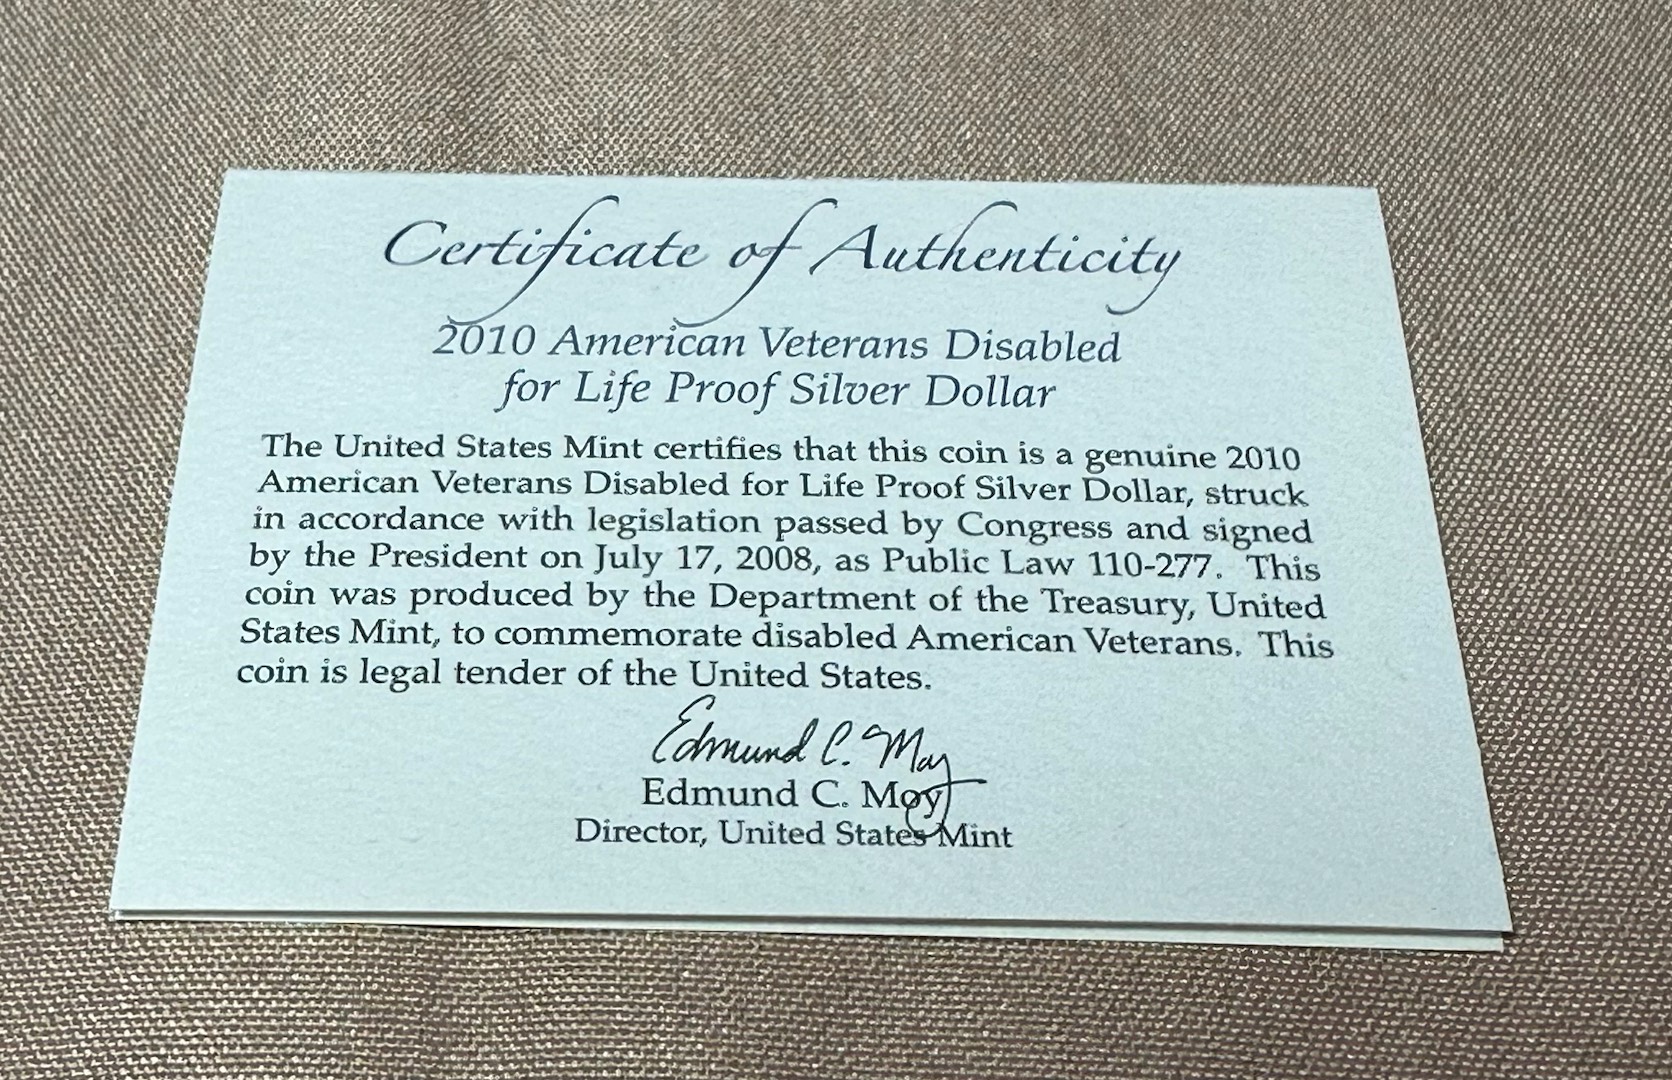 Certificate of Authenticity
2010 American Veterans Disabled
for Life Proof Silver Dollar
The United States Mint certifies that this coin is a genuine 2010
American Veterans Disabled for Life Proof Silver Dollar, struck
in accordance with legislation passed by Congress and signed
by the President on July 17, 2008, as Public Law 110-277. This
coin was produced by the Department of the Treasury, United
States Mint, to commemorate disabled American Veterans. This
coin is legal tender of the United States.
Edmund C. Moy
Edmund C. Moy
Director, United States Mint